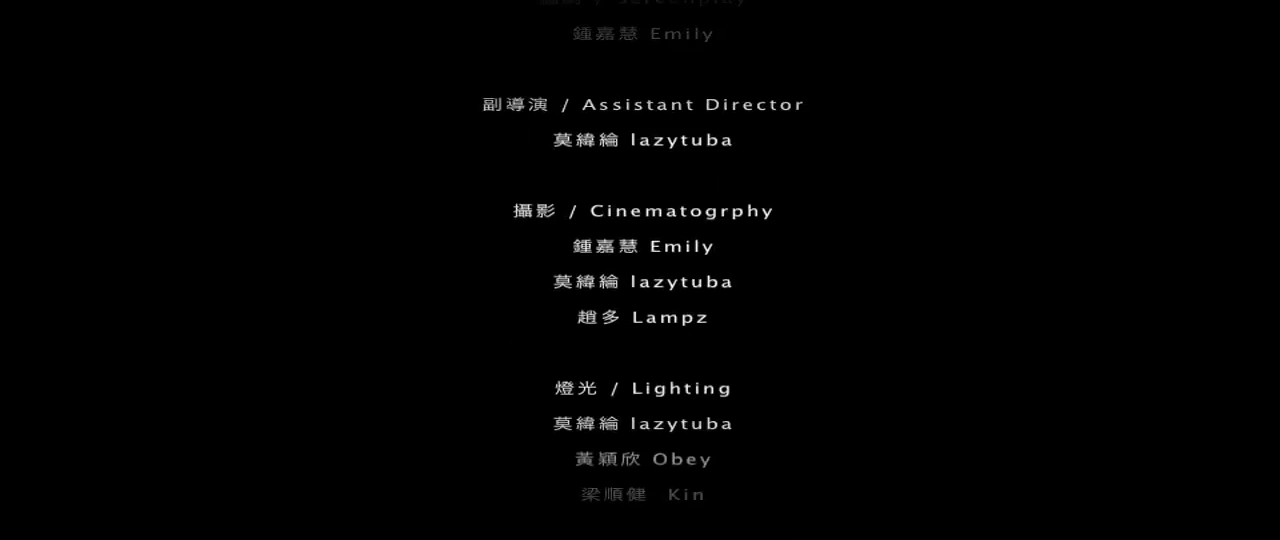 鍾嘉慧 Emily
副導演 / Assistant Director
莫緯綸 lazytuba
攝影 / Cinematogrphy
鍾嘉慧 Emily
莫緯綸 lazytuba
趙多 Lampz
燈光 / Lighting
莫緯綸 lazytuba
黃穎欣 Obey
梁順健 Kin